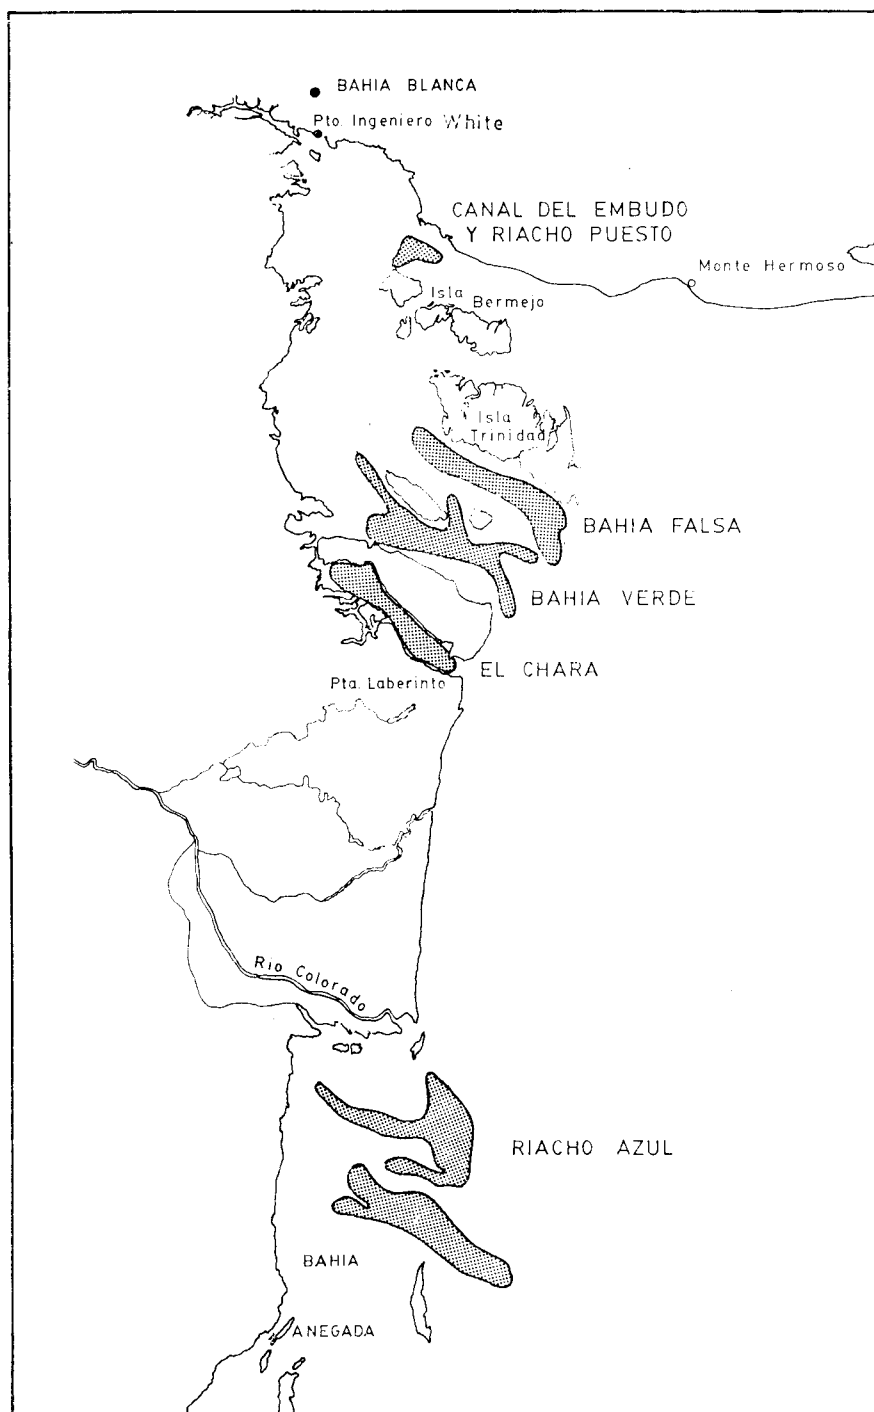 BAHIA BLANCA
Pto. Ingeniero White
CANAL DEL EMBUDO
Y RIACHO PUESTO
Monte Hermoso
Isla
Bermejo
Isla
Trinidad
BAHIA FALSA
BAHIA VERDE
EL CHARA
Pta. Laberinto
Rio Colorado
RIACHO AZUL
BAHIA
ANEGADA